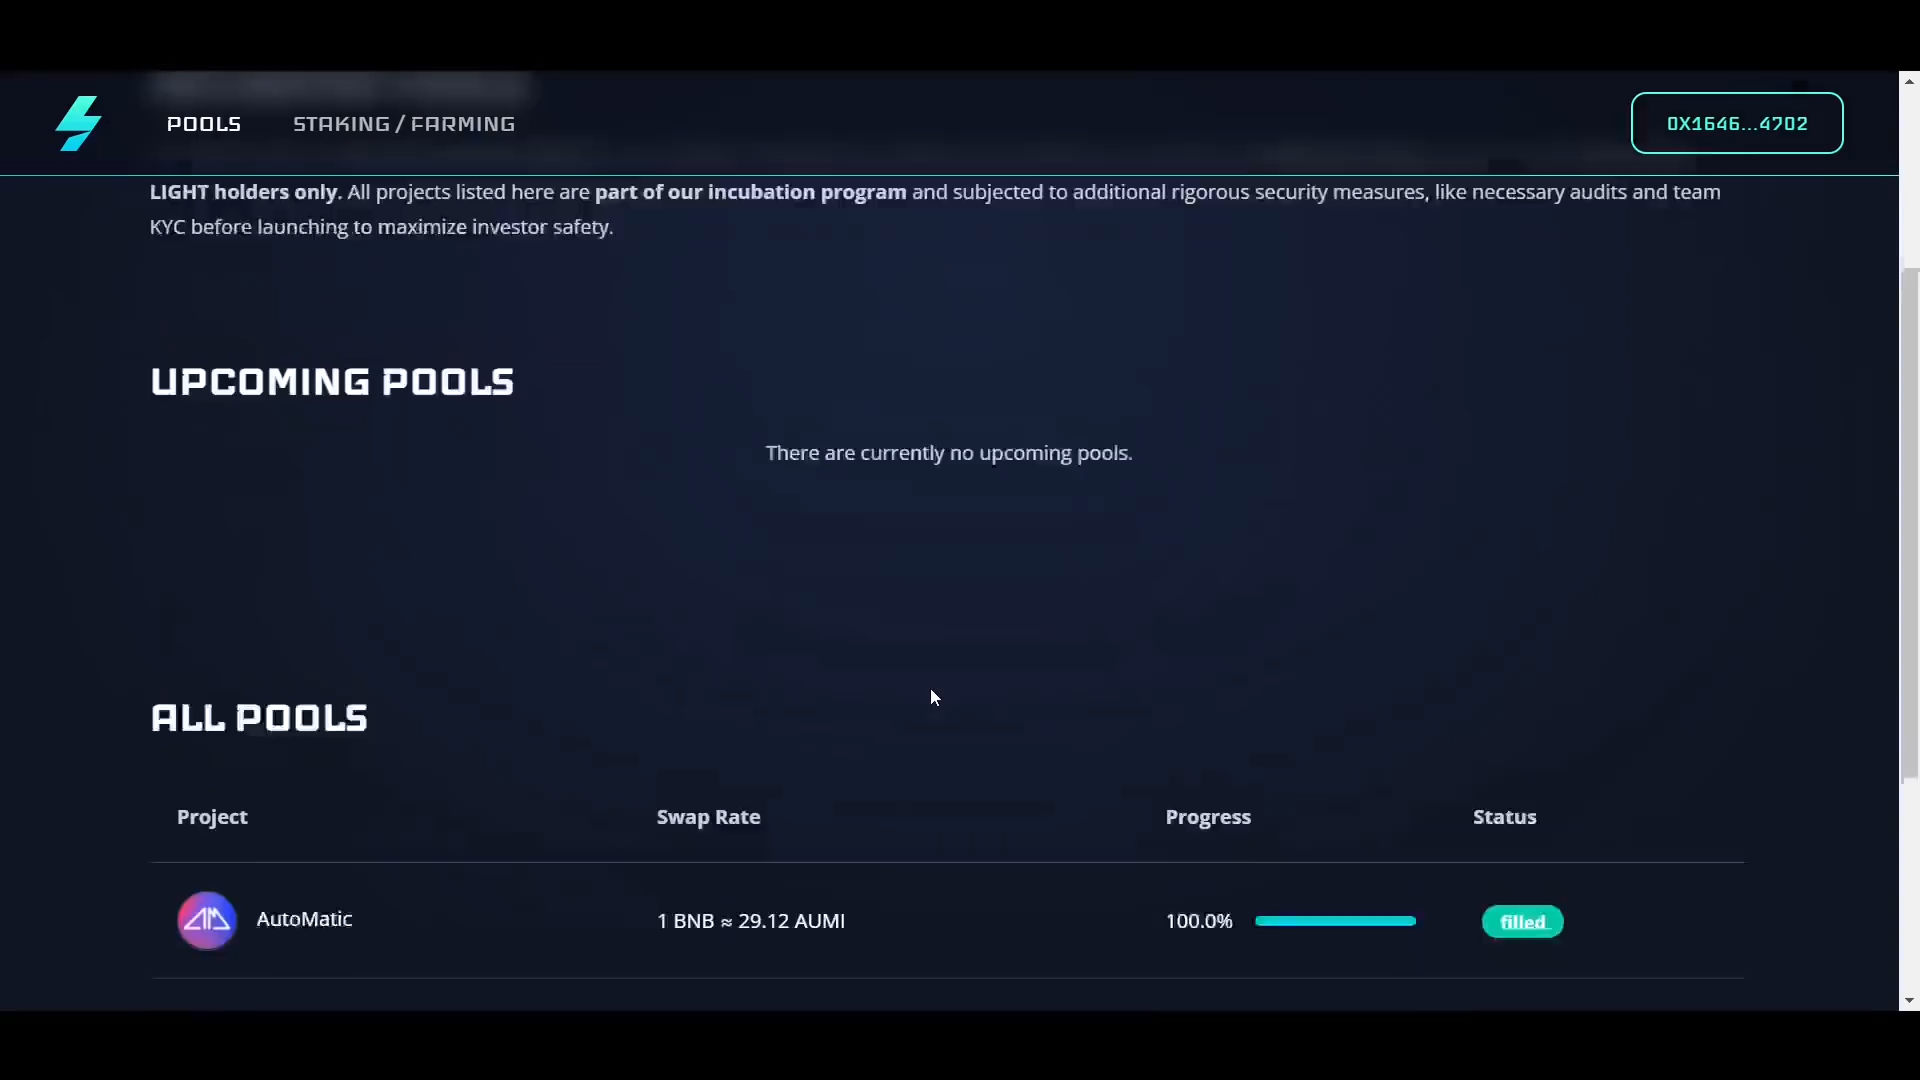 POOLS
STAKING / FARMING
0X1646...4702
LIGHT holders only. All projects listed here are part of our incubation program and subjected to additional rigorous security measures, like necessary audits and team
KYC before launching to maximize investor safety.
UPCOMING POOLS
There are currently no upcoming pools.
ALL POOLS
Project Swap Rate Progress Status
AutoMatic 1 BNB ≈ 29.12 AUMI 100.0% filled